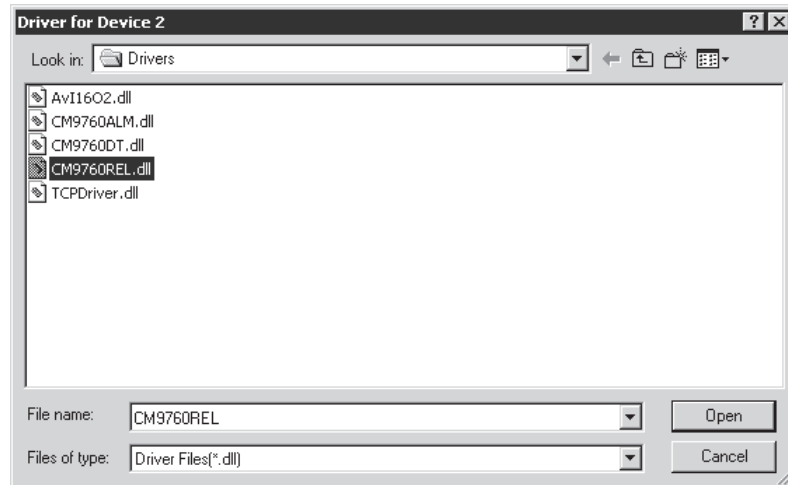 Driver for Device 2
Look in: Drivers
AvI16O2.dll
CM9760ALM.dll
CM9760DT.dll
CM9760REL.dll
TCPDriver.dll
File name: CM9760REL Open
Files of type: Driver Files(*.dll) Cancel